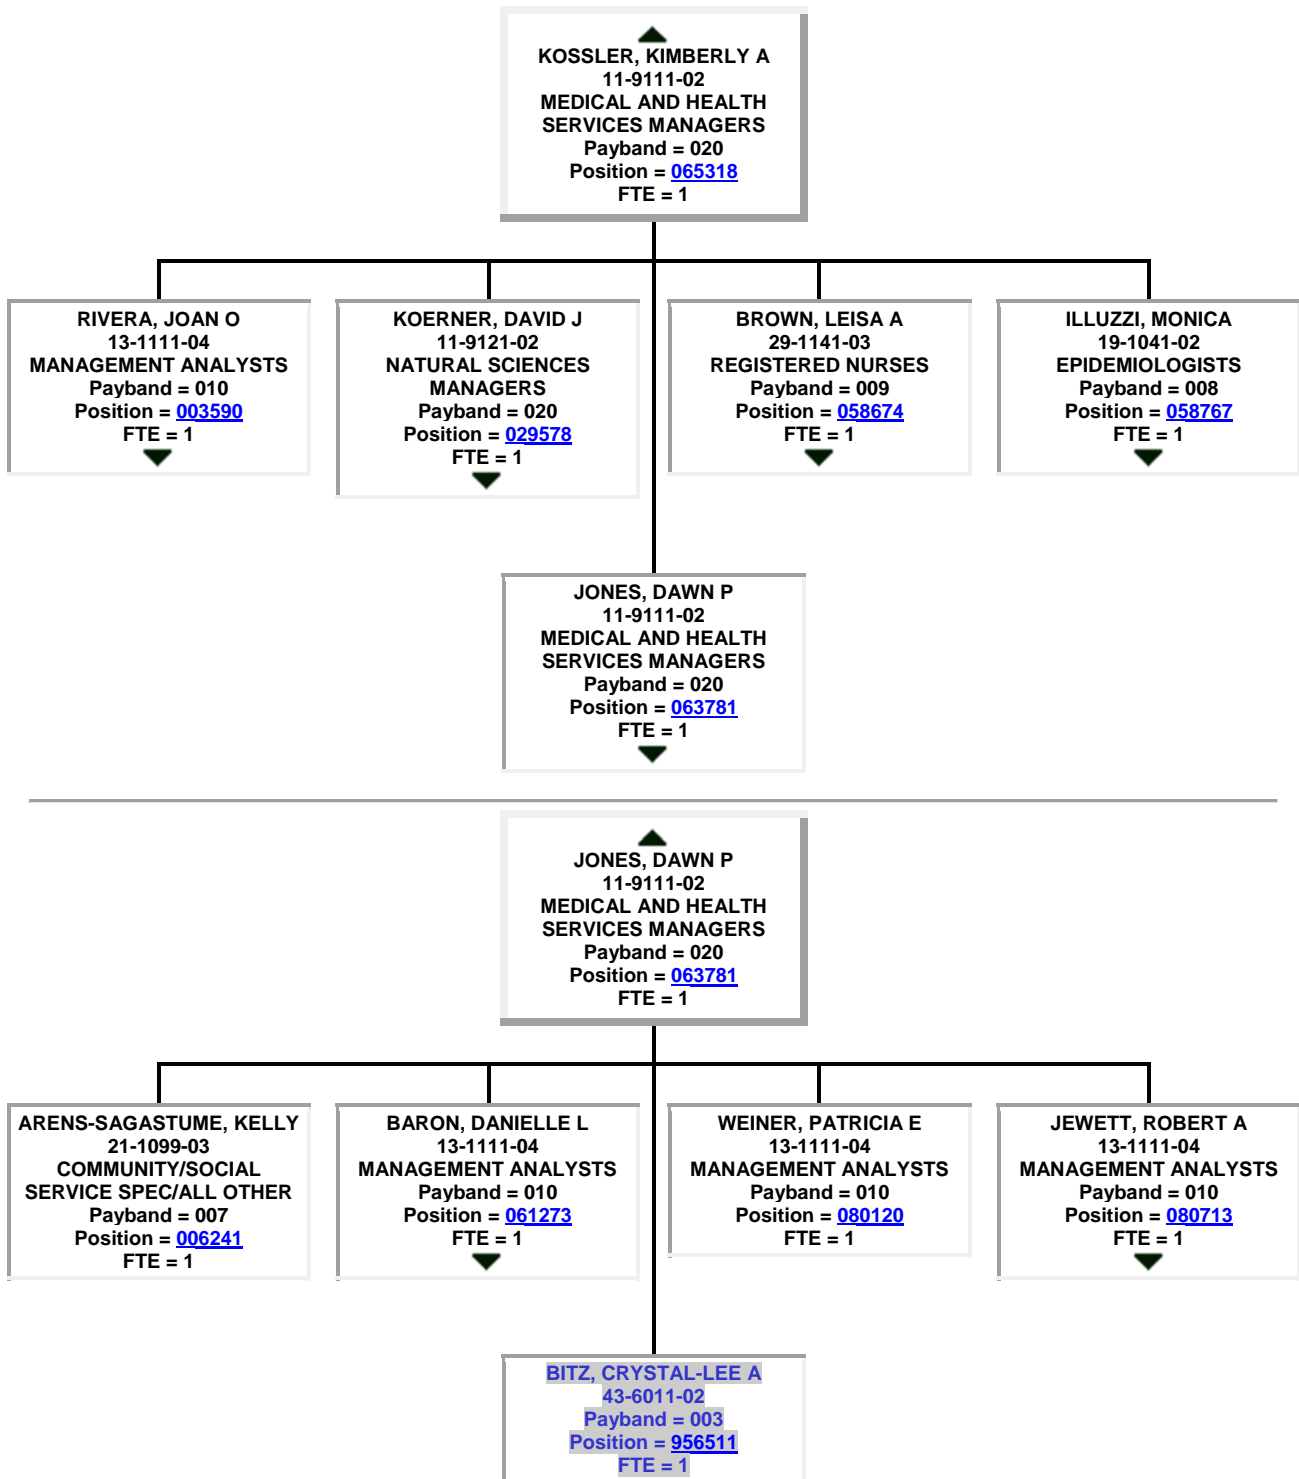 KOSSLER, KIMBERLY A
11-9111-02
MEDICAL AND HEALTH
SERVICES MANAGERS
Payband = 020
Position = 065318
FTE = 1
RIVERA, JOAN O
13-1111-04
MANAGEMENT ANALYSTS
Payband = 010
Position = 003590
FTE = 1
KOERNER, DAVID J
11-9121-02
NATURAL SCIENCES
MANAGERS
Payband = 020
Position = 029578
FTE = 1
BROWN, LEISA A
29-1141-03
REGISTERED NURSES
Payband = 009
Position = 058674
FTE = 1
ILLUZZI, MONICA
19-1041-02
EPIDEMIOLOGISTS
Payband = 008
Position = 058767
FTE = 1
JONES, DAWN P
11-9111-02
MEDICAL AND HEALTH
SERVICES MANAGERS
Payband = 020
Position = 063781
FTE = 1
JONES, DAWN P
11-9111-02
MEDICAL AND HEALTH
SERVICES MANAGERS
Payband = 020
Position = 063781
FTE = 1
ARENS-SAGASTUME, KELLY
21-1099-03
COMMUNITY/SOCIAL
SERVICE SPEC/ALL OTHER
Payband = 007
Position = 006241
FTE = 1
BARON, DANIELLE L
13-1111-04
MANAGEMENT ANALYSTS
Payband = 010
Position = 061273
FTE = 1
WEINER, PATRICIA E
13-1111-04
MANAGEMENT ANALYSTS
Payband = 010
Position = 080120
FTE = 1
JEWETT, ROBERT A
13-1111-04
MANAGEMENT ANALYSTS
Payband = 010
Position = 080713
FTE = 1
BITZ, CRYSTAL-LEE A
43-6011-02
Payband = 003
Position = 956511
FTE = 1